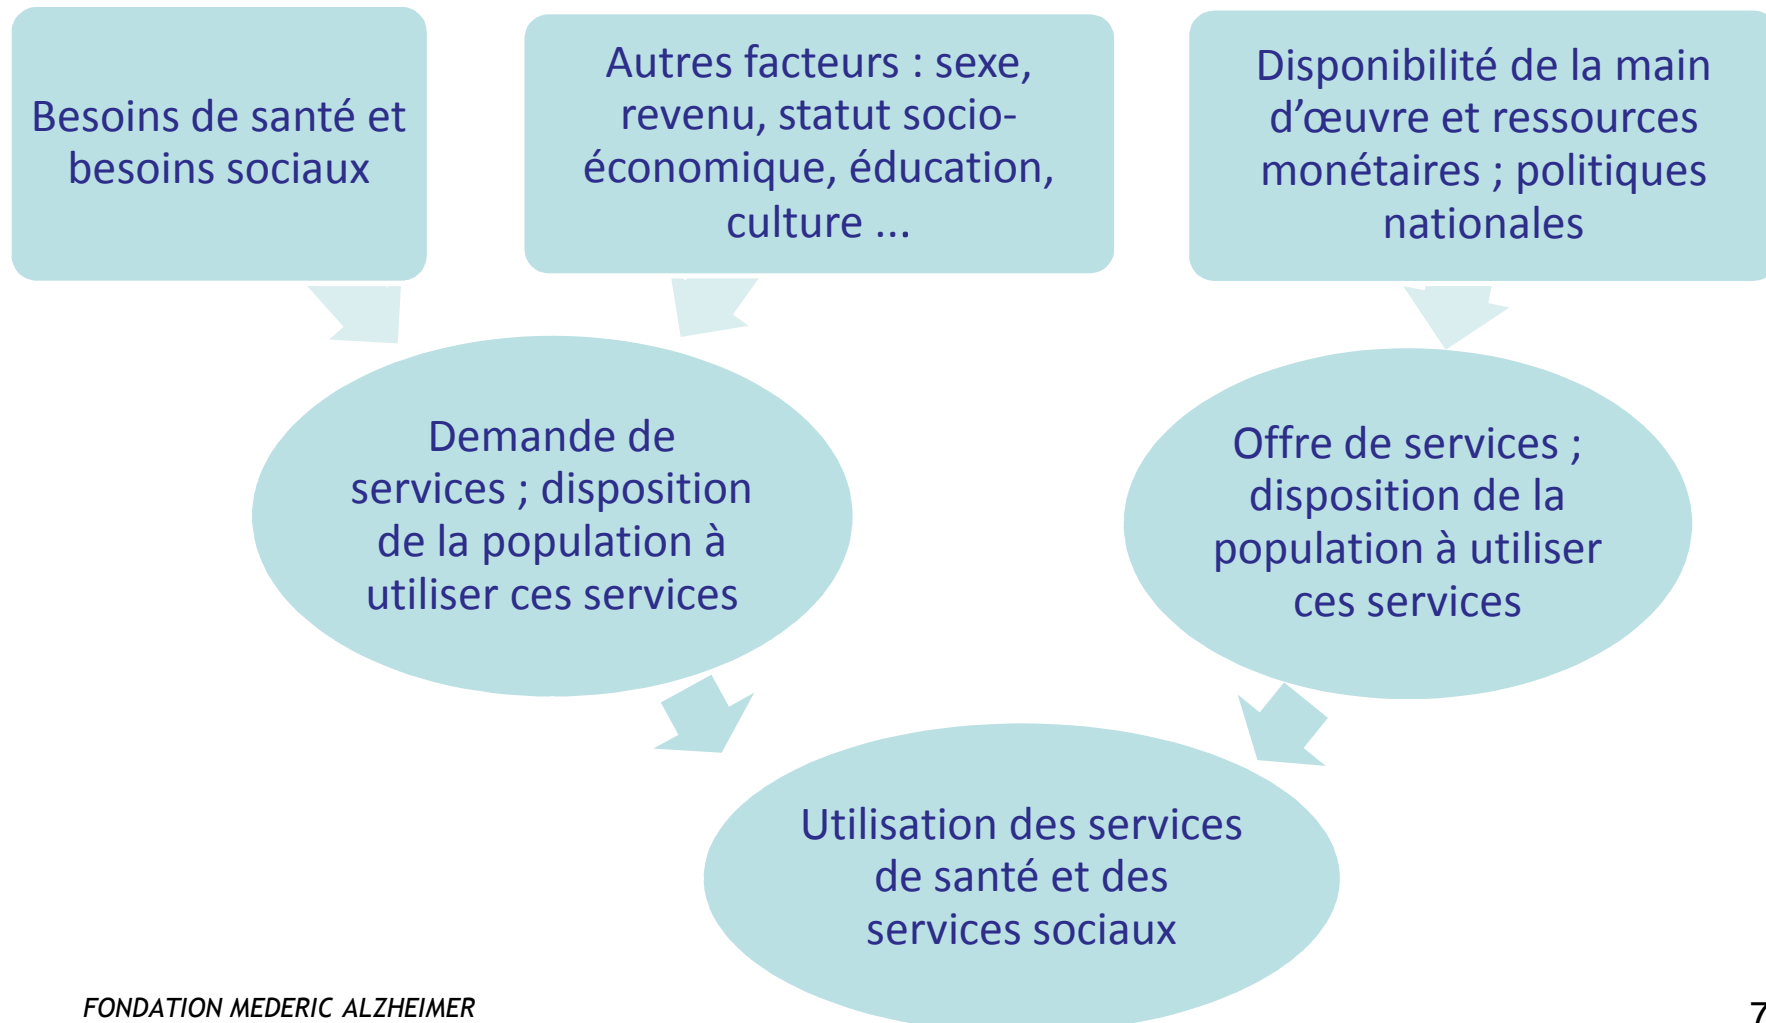 Besoins de santé et
besoins sociaux
Autres facteurs : sexe,
revenu, statut socio-
économique, éducation,
culture ...
Disponibilité de la main
d’œuvre et ressources
monétaires ; politiques
nationales
Demande de
services ; disposition
de la population à
utiliser ces services
Offre de services ;
disposition de la
population à utiliser
ces services
Utilisation des services
de santé et des
services sociaux
FONDATION MEDERIC ALZHEIMER
7